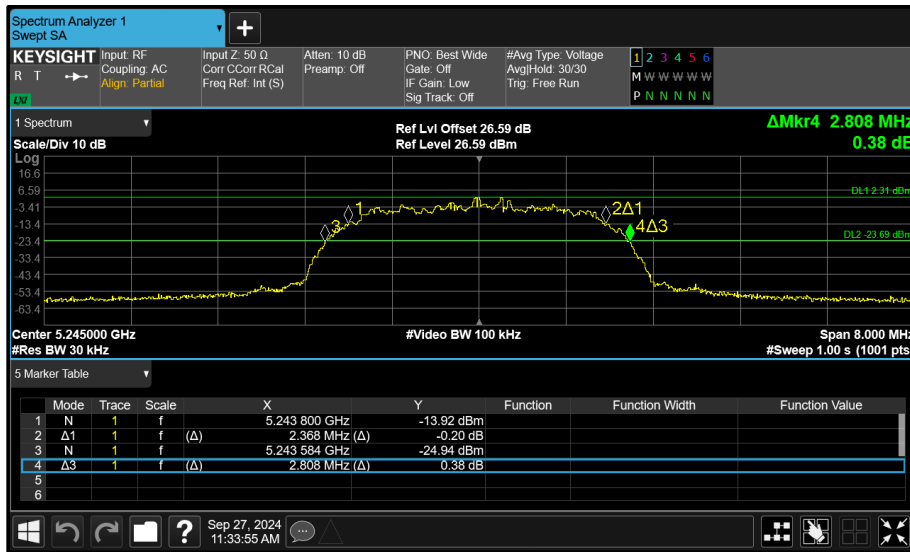 Spectrum Analyzer 1
Swept SA
KEYSIGHT
R T
LXI
Input: RF
Coupling: AC
Align: Partial
Input Z: 50 Ω
Corr CCorr RCal
Freq Ref: Int (S)
Atten: 10 dB
Preamp: Off
PNO: Best Wide
Gate: Off
IF Gain: Low
Sig Track: Off
#Avg Type: Voltage
Avg|Hold: 30/30
Trig: Free Run
1 2 3 4 5 6
M W W W W W
P N N N N N
1 Spectrum
Scale/Div 10 dB
Ref Lvl Offset 26.59 dB
Ref Level 26.59 dBm
ΔMkr4 2.808 MHz
0.38 dB
Log
16.6
6.59
-3.41
-13.4
-23.4
-33.4
-43.4
-53.4
-63.4
DL1 2.31 dBm
1
2Δ1
3
4Δ3
DL2 -23.69 dBm
Center 5.245000 GHz
#Video BW 100 kHz
Span 8.000 MHz
#Res BW 30 kHz
#Sweep 1.00 s (1001 pts
5 Marker Table
Mode Trace Scale X Y Function Function Width Function Value
1 N 1 f 5.243 800 GHz -13.92 dBm
2 Δ1 1 f (Δ) 2.368 MHz (Δ) -0.20 dB
3 N 1 f 5.243 584 GHz -24.94 dBm
4 Δ3 1 f (Δ) 2.808 MHz (Δ) 0.38 dB
5
6
?
Sep 27, 2024
11:33:55 AM